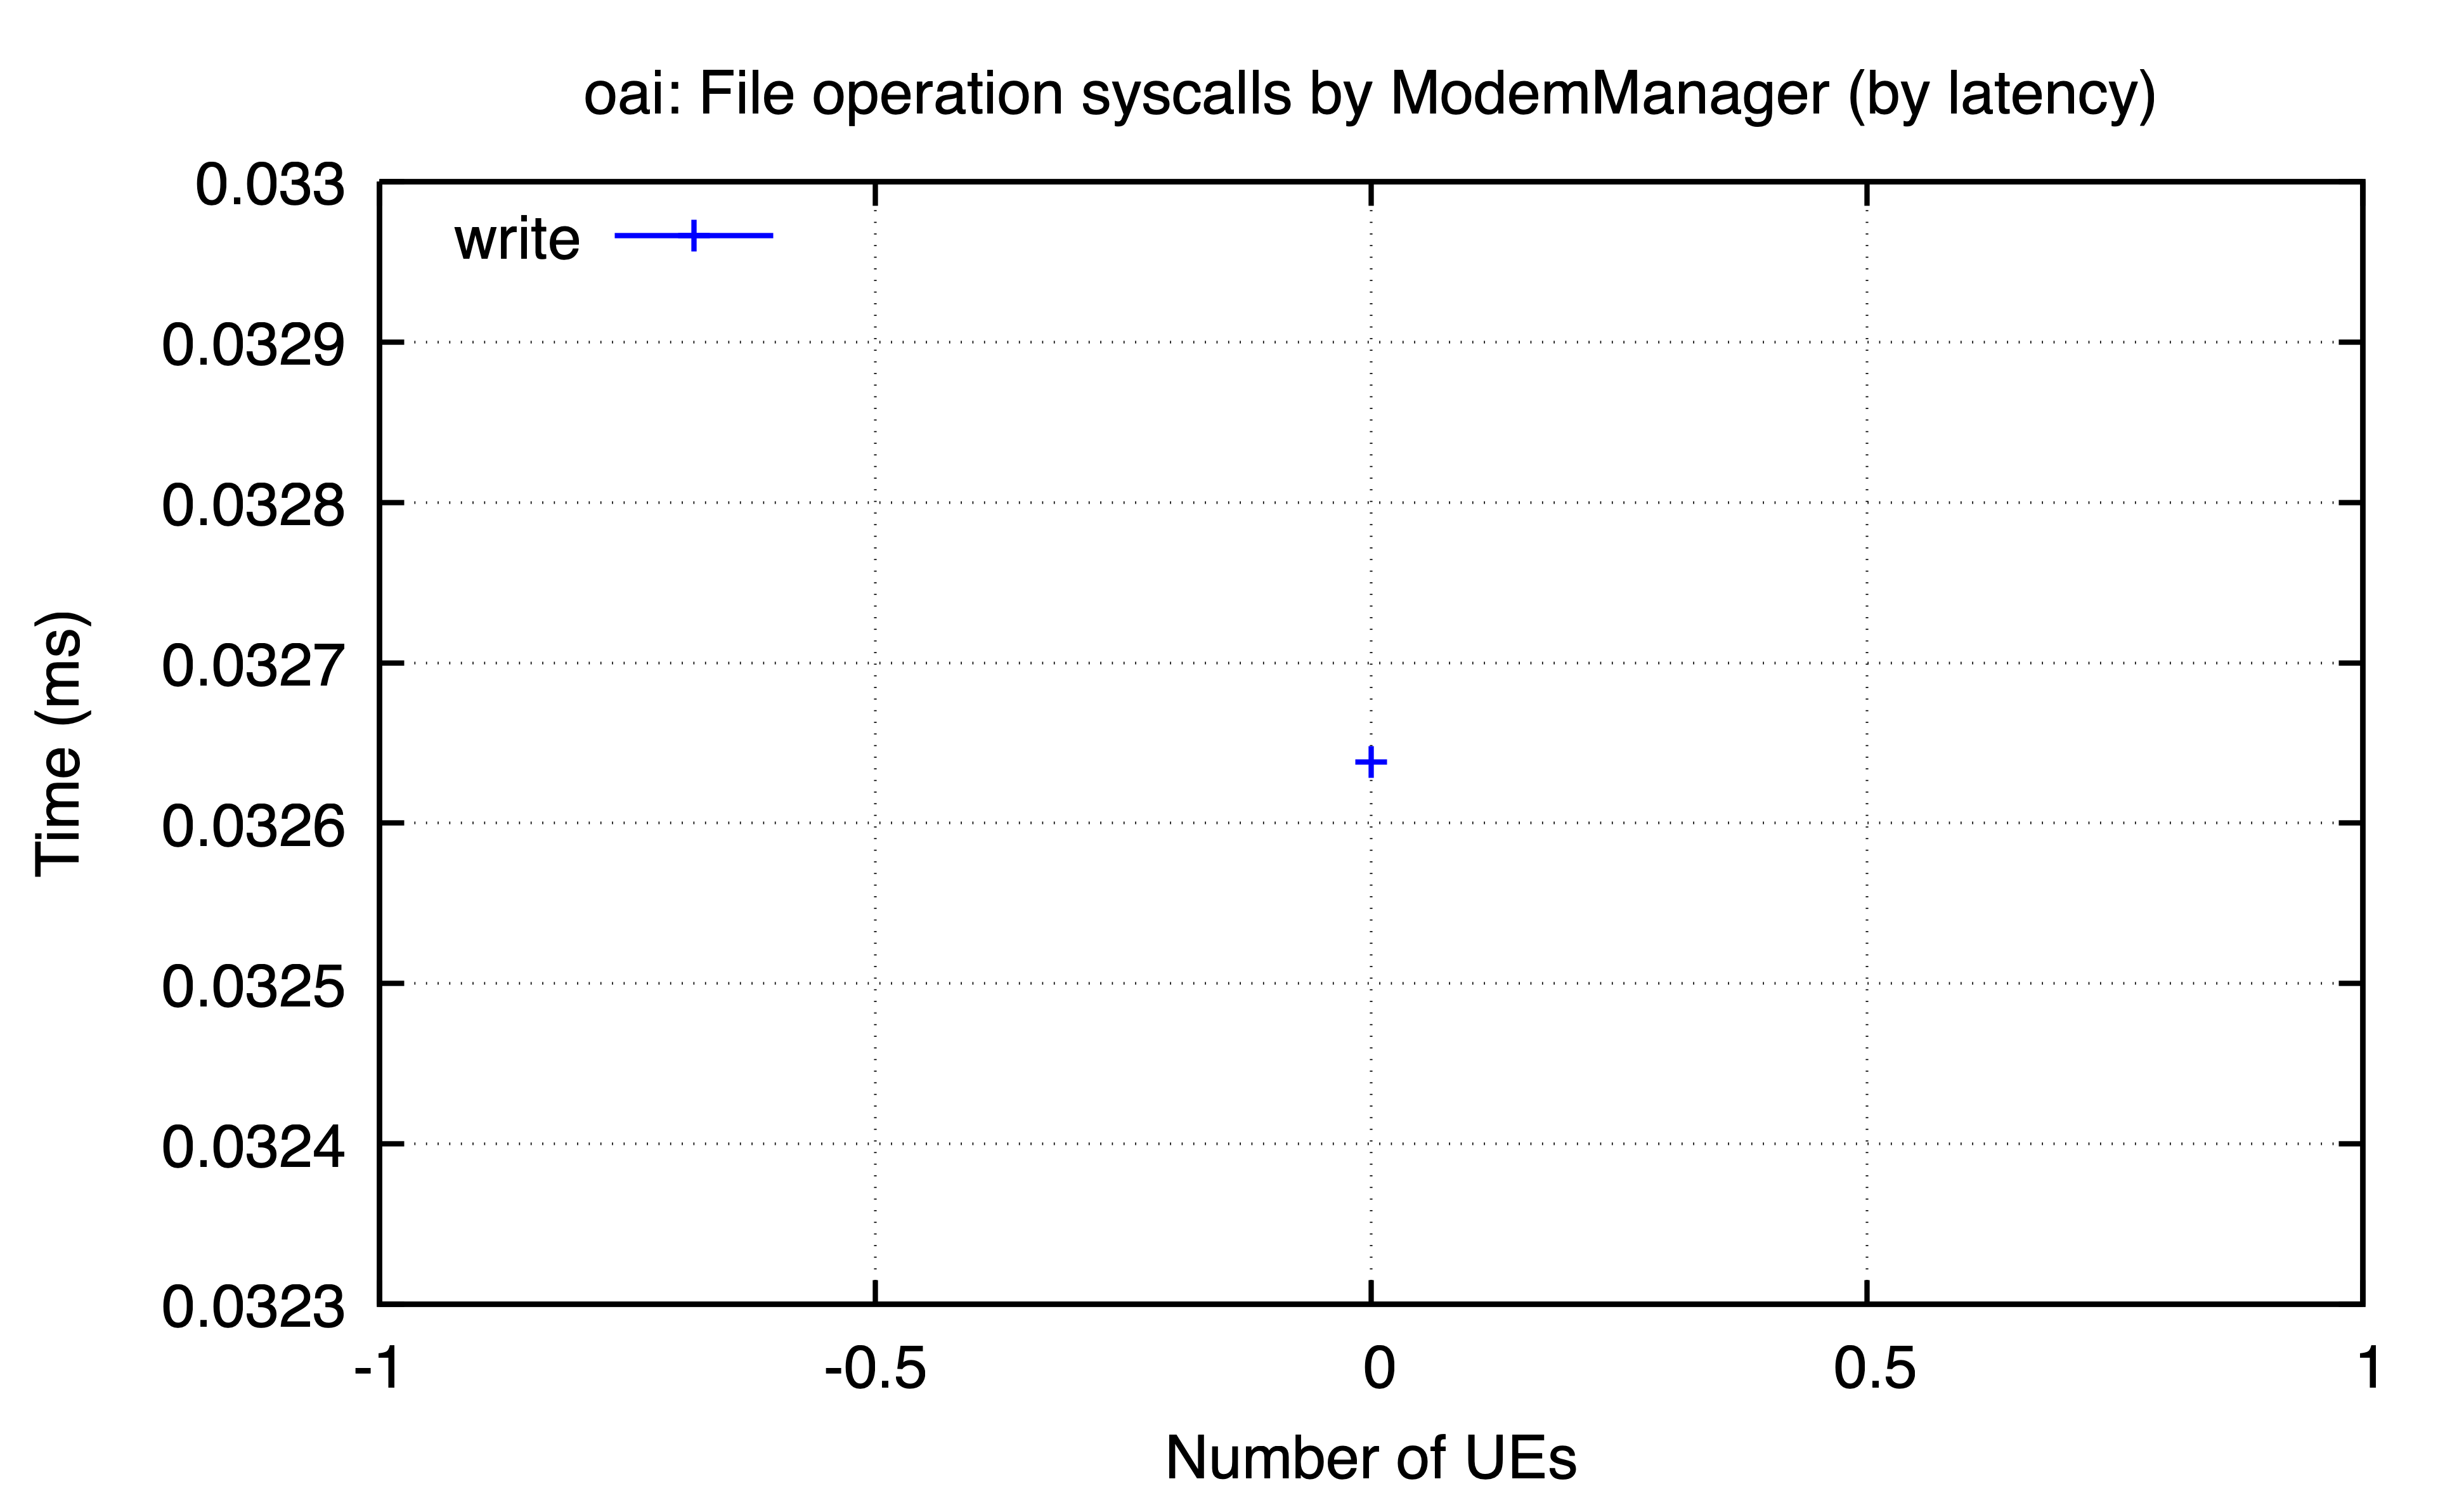 oai: File operation syscalls by ModemManager (by latency)
0.033
write
0.0329
0.0328
0.0327
0.0326
0.0325
0.0324
0.0323
Time (ms)
-1 -0.5 0 0.5 1
Number of UEs